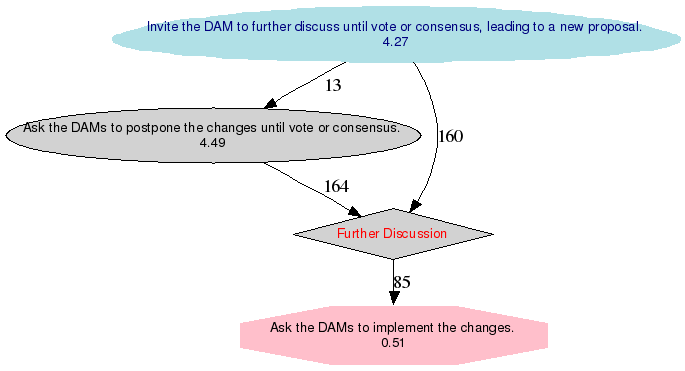 Invite the DAM to further discuss until vote or consensus, leading to a new proposal.
4.27
13
Ask the DAMs to postpone the changes until vote or consensus.
4.49
160
164
Further Discussion
85
Ask the DAMs to implement the changes.
0.51